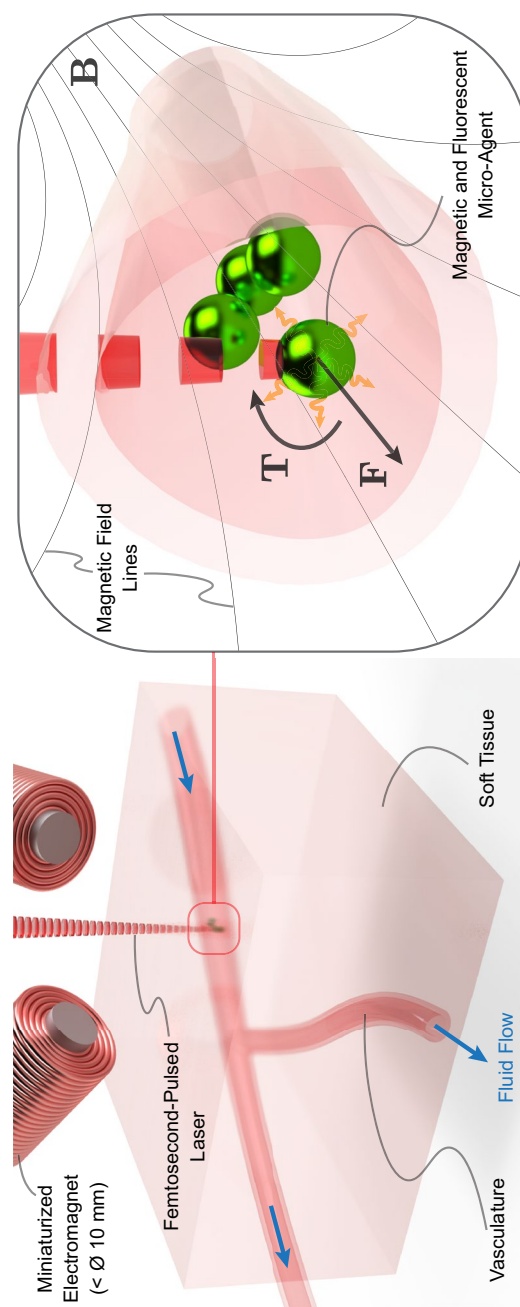 Miniaturized
Electromagnet
(< Ø 10 mm)
Femtosecond-Pulsed
Laser
Vasculature
Fluid Flow
Soft Tissue
Magnetic Field
Lines
B
T
F
Magnetic and Fluorescent
Micro-Agent